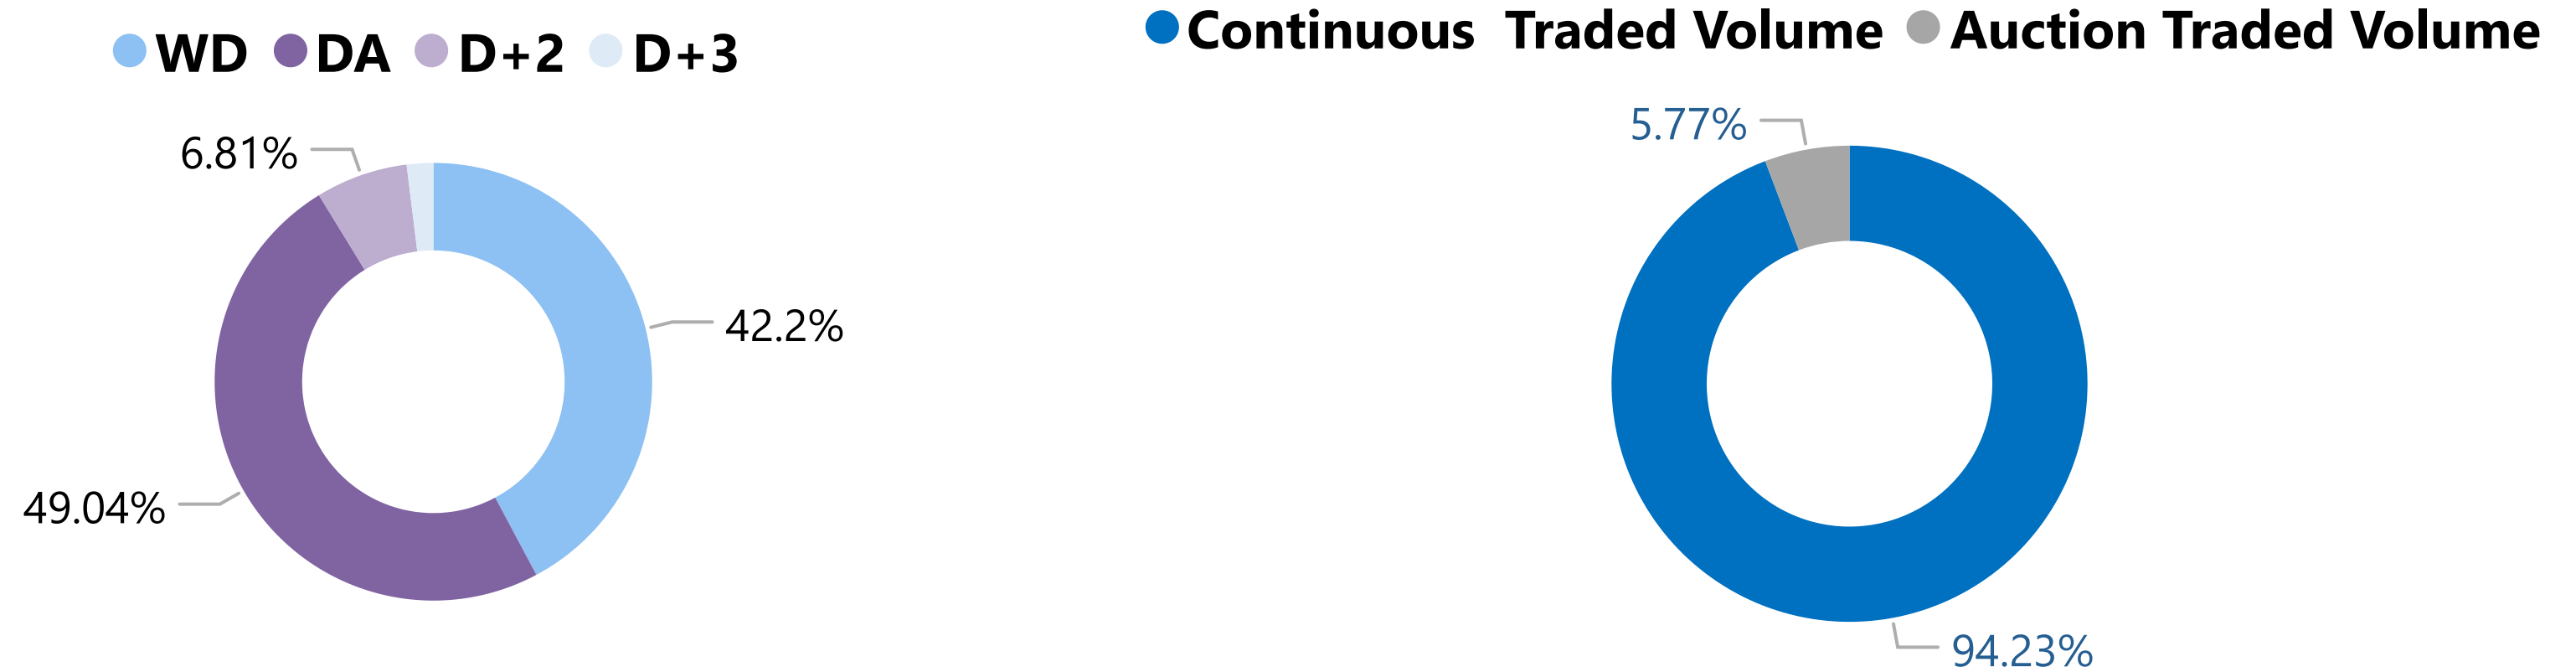 WD DA D+2 D+3
6.81%
42.2%
49.04%
Continuous Traded Volume Auction Traded Volume
5.77%
94.23%